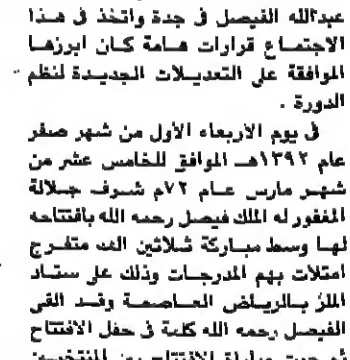 عبدالله الفيصل في جدة واتخذ في هذا
الاجتماع قرارات هامة كان ابرزها
الموافقة على التعديلات الجديدة لنظم
الدورة .
في يوم الاربعاء الأول من شهر صفر
عام ١٣٩٢هـ الموافق للخامس عشر من
شهر مارس عام ٧٢م شرف جلالة
المغفور له الملك فيصل رحمه الله بافتتاحه
لها وسط مباركة ثلاثين الف متفرج
امتلات بهم المدرجات وذلك على ستاد
الملز بالرياض العاصمة وقد القى
الفيصل رحمه الله كلمة في حفل الافتتاح